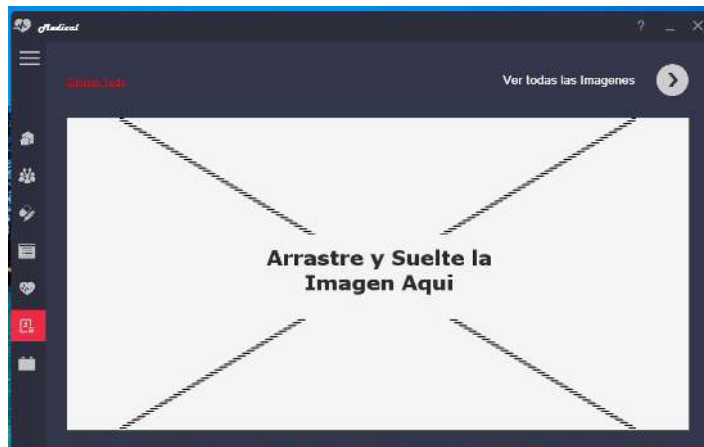 Medical
?
Ver todas las Imagenes
Arrastre y Suelte la
Imagen Aqui